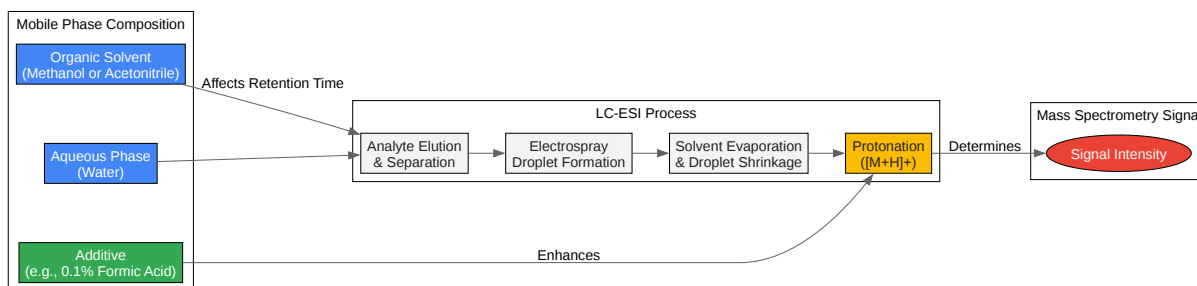 Mobile Phase Composition
Organic Solvent
(Methanol or Acetonitrile)
Affects Retention Time
Aqueous Phase
(Water)
Additive
(e.g., 0.1% Formic Acid)
Enhances
LC-ESI Process
Analyte Elution
& Separation
Electrospray
Droplet Formation
Solvent Evaporation
& Droplet Shrinkage
Protonation
([M+H]+)
Determines
Mass Spectrometry Signal
Signal Intensity